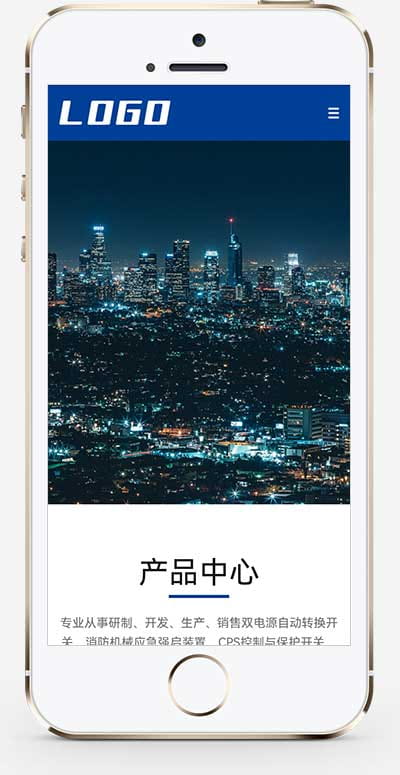 LOGO
产品中心
专业从事研制、开发、生产、销售双电源自动转换开
关、消防机械应急强启装置、CPS控制与保护开关、